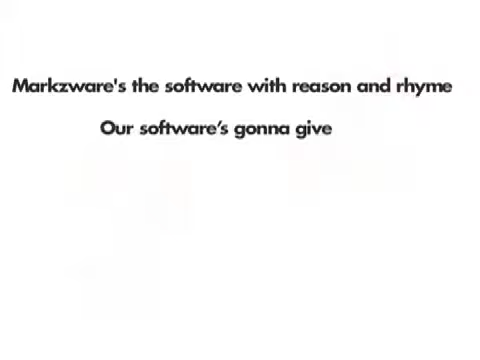 Markzware's the software with reason and rhyme
Our software’s gonna give